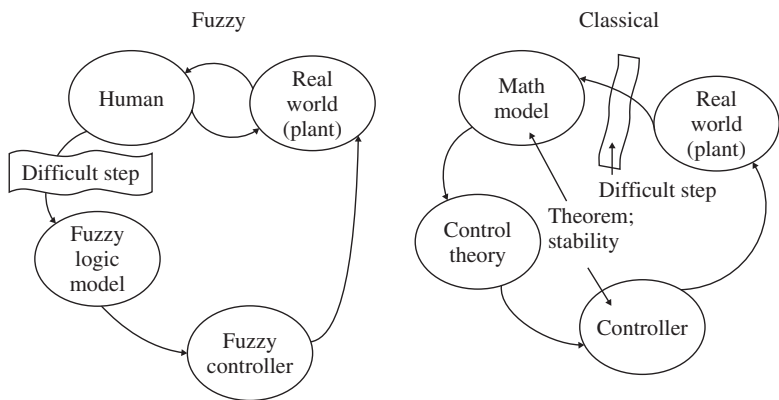 Fuzzy
Human
Real
world
(plant)
Difficult step
Fuzzy
logic
model
Fuzzy
controller
Classical
Math
model
Real
world
(plant)
Difficult step
Control
theory
Theorem;
stability
Controller